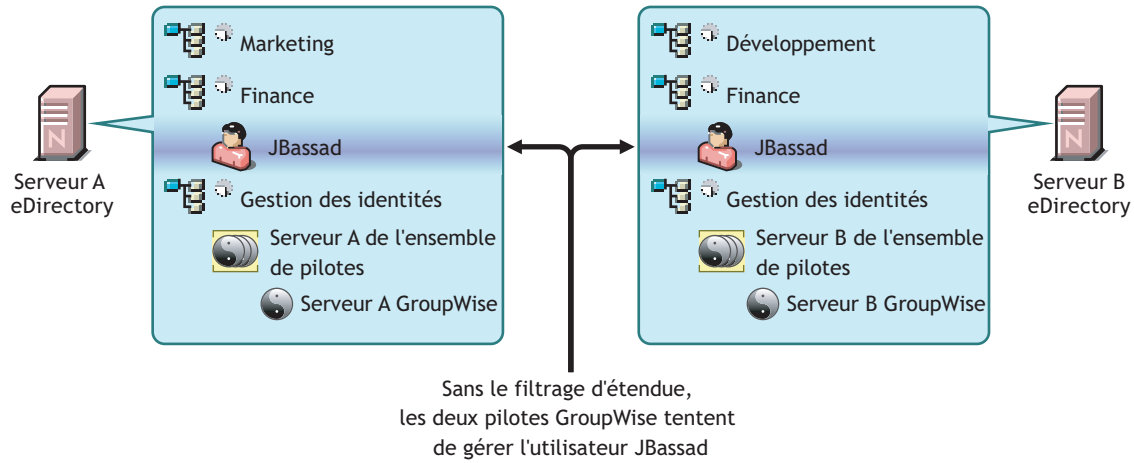 Marketing
Finance
JBassad
Gestion des identités
Serveur A de l'ensemble
de pilotes
Serveur A GroupWise
N
Serveur A
eDirectory
Développement
Finance
JBassad
Gestion des identités
Serveur B de l'ensemble
de pilotes
Serveur B GroupWise
N
Serveur B
eDirectory
Sans le filtrage d'étendue,
les deux pilotes GroupWise tentent
de gérer l'utilisateur JBassad